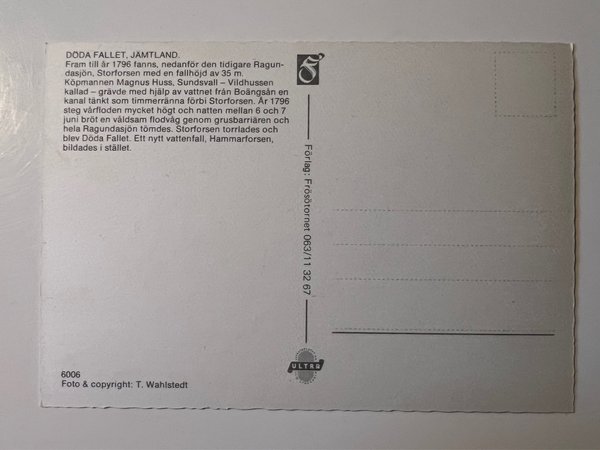 DÖDA FALLET, JÄMTLAND.
Fram till år 1796 fanns, nedanför den tidigare Ragun-
dasjön, Storforsen med en fallhöjd av 35 m.
Köpmannen Magnus Huss, Sundsvall – Vildhussen
kallad – grävde med hjälp av vattnet från Boängsån en
kanal tänkt som timmerränna förbi Storforsen. År 1796
steg vårfloden mycket högt och natten mellan 6 och 7
juni bröt en våldsam flodvåg genom grusbarriären och
hela Ragundasjön tömdes. Storforsen torrlades och
blev Döda Fallet. Ett nytt vattenfall, Hammarforsen,
bildades i stället.
Förlag: Frösötornet 063/11 32 67
ULTRA
6006
Foto & copyright: T. Wahlstedt